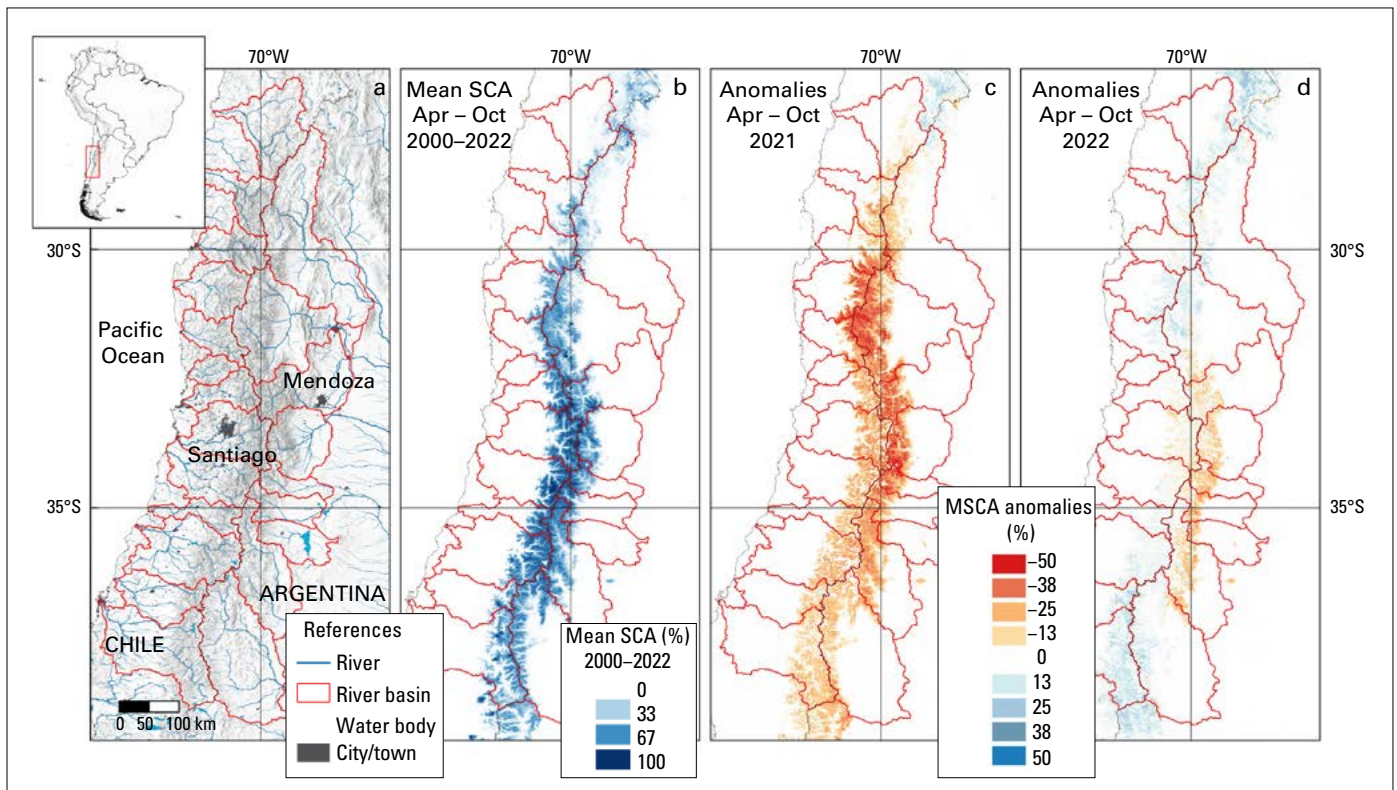 70°W
70°W
70°W
70°W
a
Mean SCA
Apr – Oct
2000–2022
b
Anomalies
Apr – Oct
2021
c
Anomalies
Apr – Oct
2022
d
30°S
30°S
Pacific
Ocean
Mendoza
Santiago
35°S
35°S
ARGENTINA
CHILE
0 50 100 km
References
River
River basin
Water body
City/town
Mean SCA (%)
2000–2022
0
33
67
100
MSCA anomalies
(%)
–50
–38
–25
–13
0
13
25
38
50